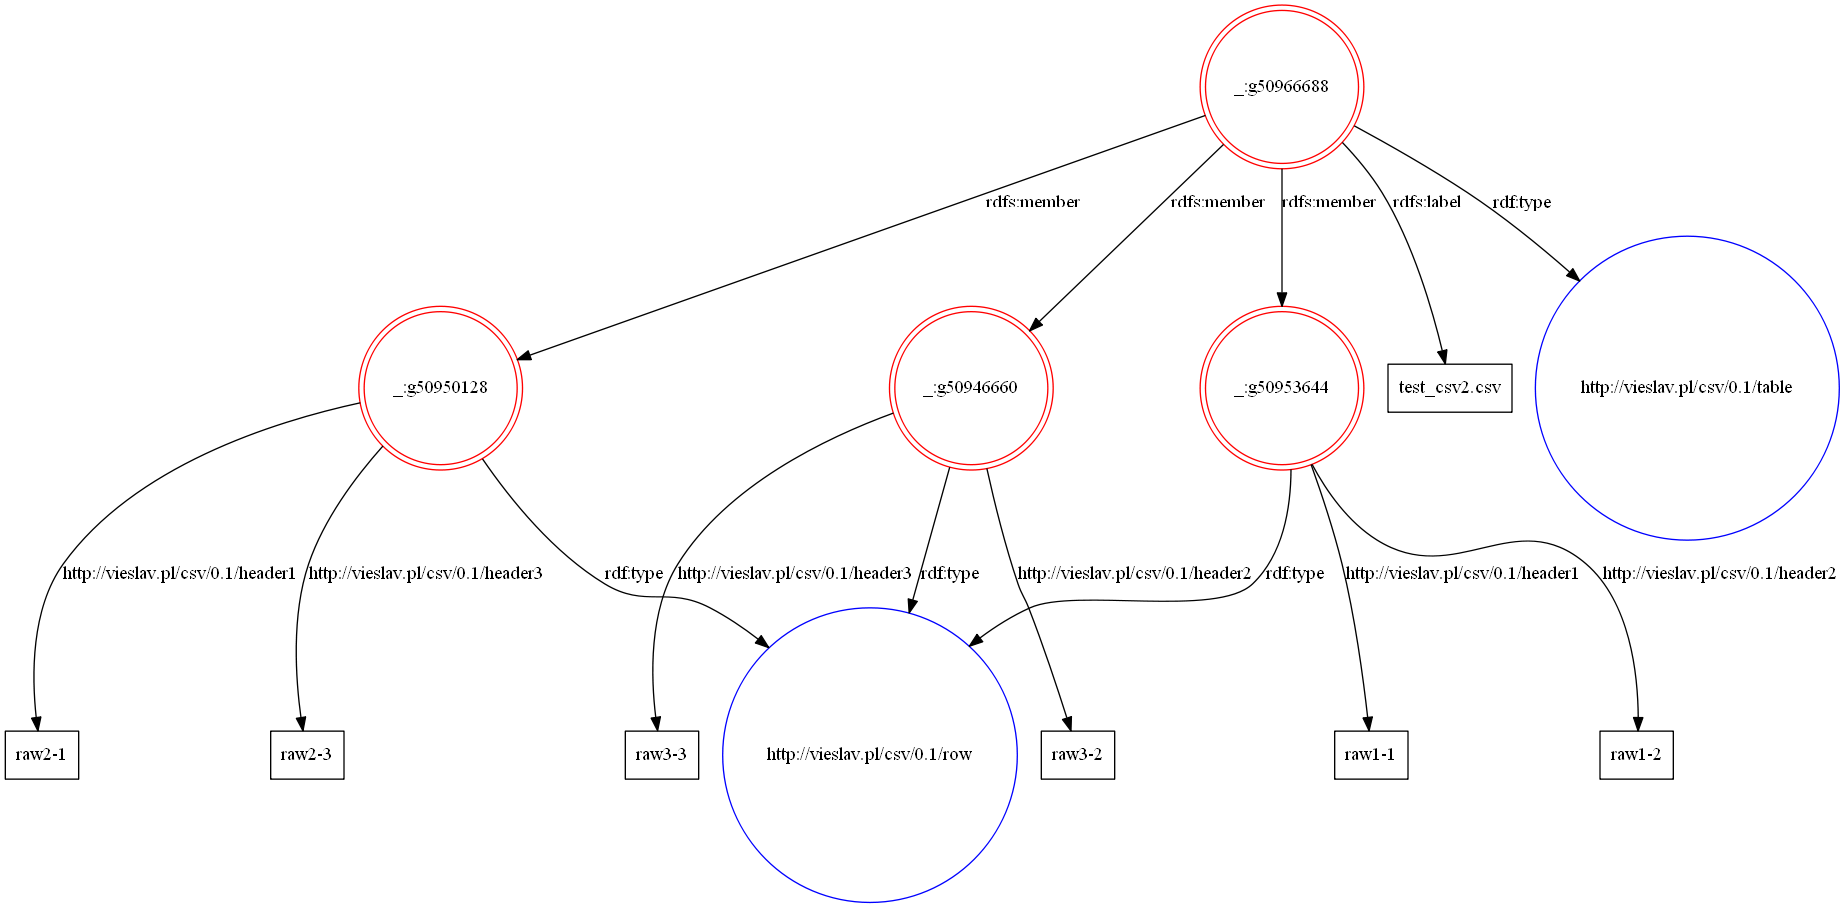 _:g50966688
rdfs:member
rdfs:member
rdfs:member
rdfs:label
rdf:type
_:g50950128
_:g50946660
_:g50953644
test_csv2.csv
http://vieslav.pl/csv/0.1/table
http://vieslav.pl/csv/0.1/header1
http://vieslav.pl/csv/0.1/header3
rdf:type
http://vieslav.pl/csv/0.1/header3
rdf:type
http://vieslav.pl/csv/0.1/header2
rdf:type
http://vieslav.pl/csv/0.1/header1
http://vieslav.pl/csv/0.1/header2
raw2-1
raw2-3
raw3-3
http://vieslav.pl/csv/0.1/row
raw3-2
raw1-1
raw1-2